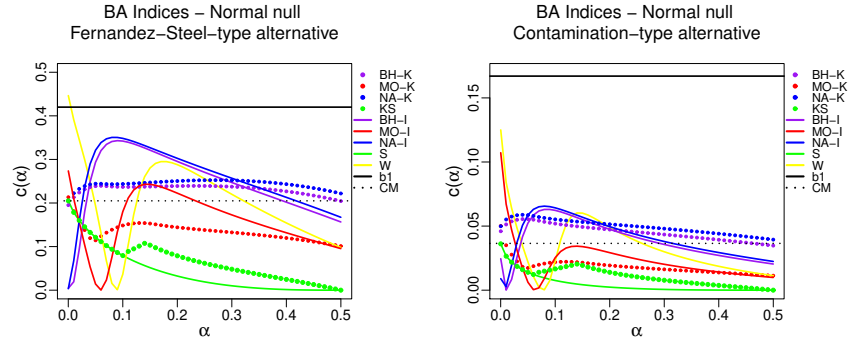 BA Indices − Normal null
Fernandez−Steel−type alternative
c(α)
0.0
0.1
0.2
0.3
0.4
0.5
0.0
0.1
0.2
0.3
0.4
0.5
α
BH−K
MO−K
NA−K
KS
BH−I
MO−I
NA−I
S
W
b1
CM
BA Indices − Normal null
Contamination−type alternative
c(α)
0.00
0.05
0.10
0.15
0.0
0.1
0.2
0.3
0.4
0.5
α
BH−K
MO−K
NA−K
KS
BH−I
MO−I
NA−I
S
W
b1
CM